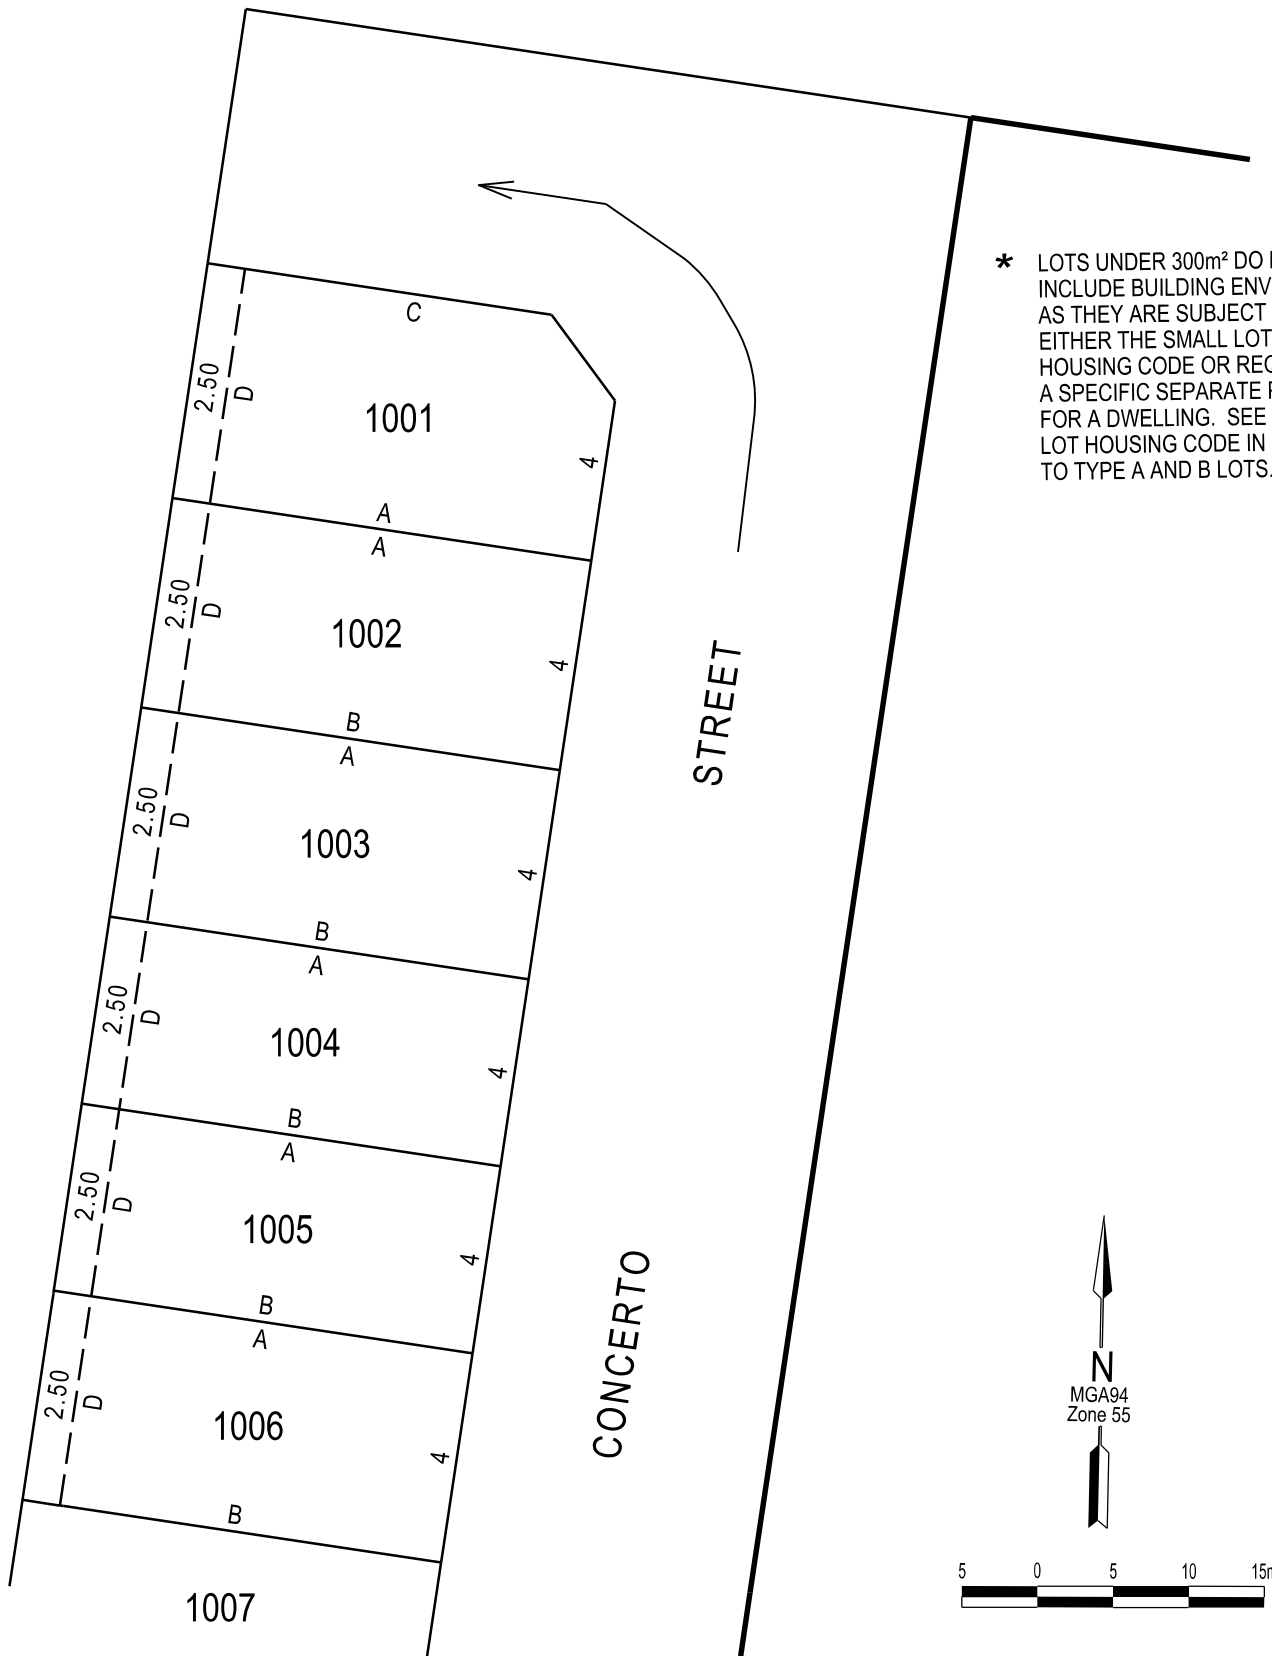 * LOTS UNDER 300m² DO
INCLUDE BUILDING
AS THEY ARE SUBJECT
EITHER THE SMALL LOT
HOUSING CODE OR
A SPECIFIC SEPARATE
FOR A DWELLING. SEE
LOT HOUSING CODE IN
TO TYPE A AND B LOTS.
C
2.50
D
1001
4
A
A
2.50
D
1002
4
STREET
B
A
2.50
D
1003
4
B
A
2.50
D
1004
4
B
A
2.50
D
1005
4
B
A
2.50
D
1006
4
CONCERTO
B
1007
N
MGA94
Zone 55
5 0 5 10 15m